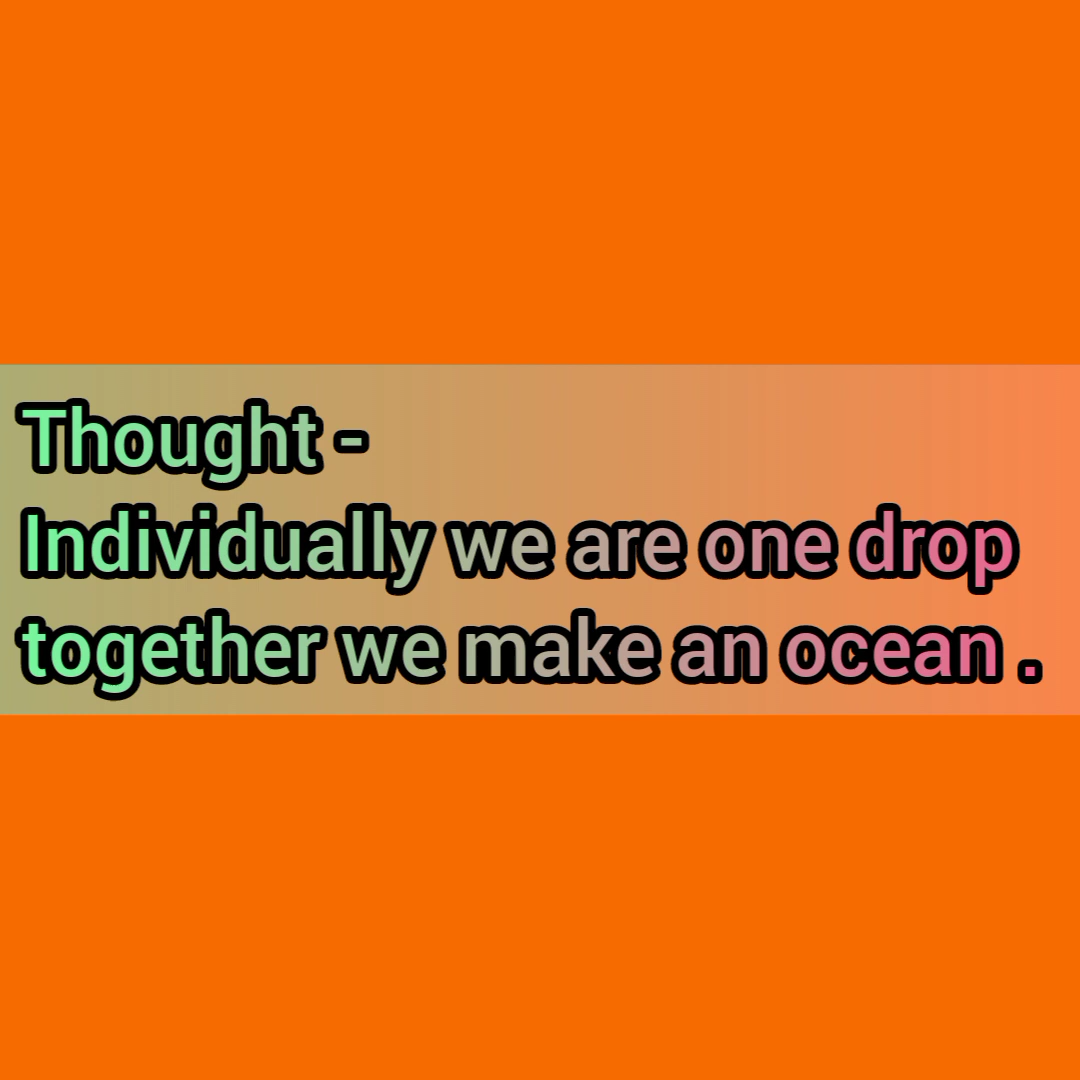 Thought -
Individually we are one drop
together we make an ocean .